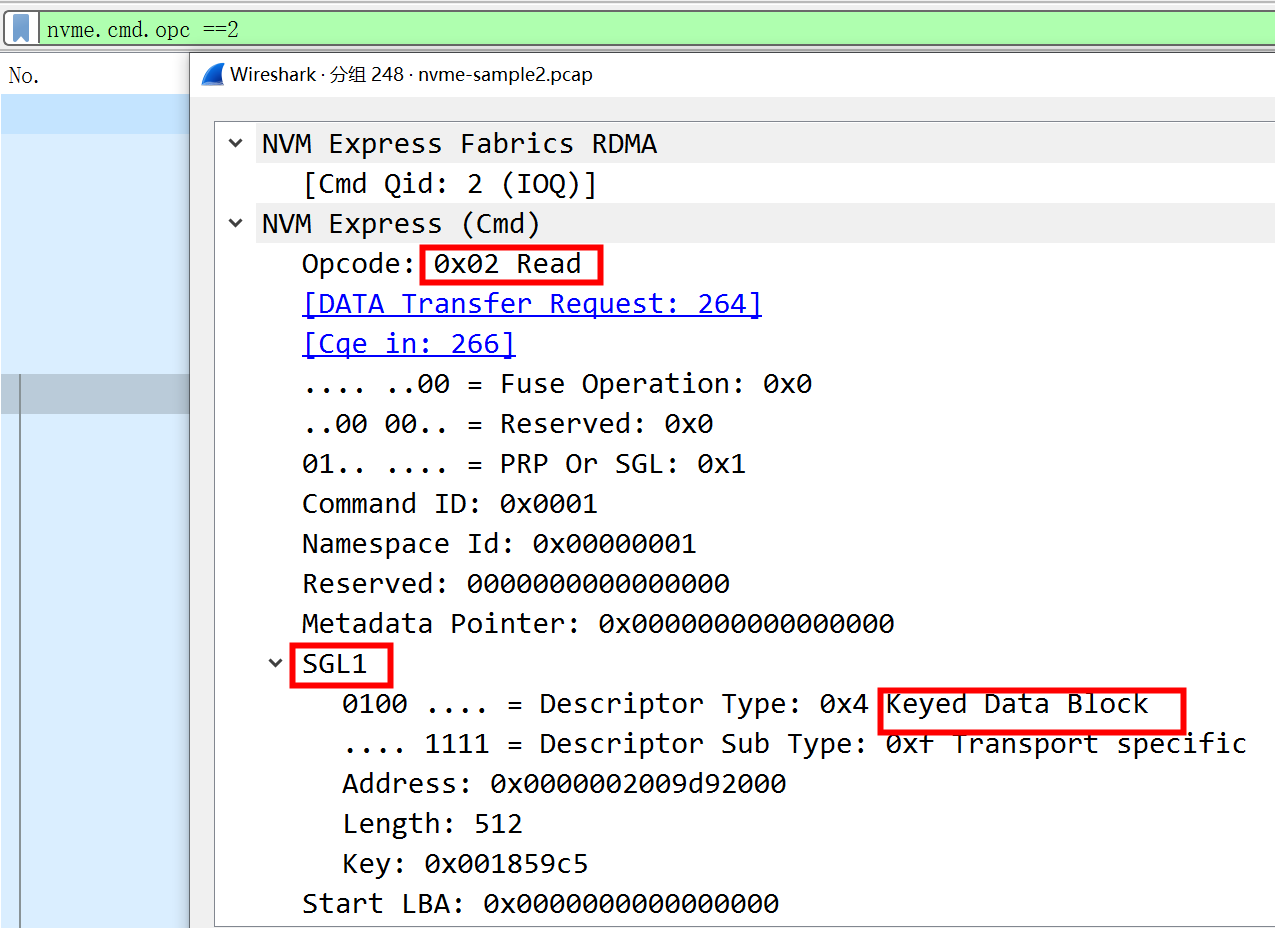 nvme.cmd.opc ==2
No.
Wireshark · 分组 248 · nvme-sample2.pcap
NVM Express Fabrics RDMA
[Cmd Qid: 2 (IOQ)]
NVM Express (Cmd)
Opcode: 0x02 Read
[DATA Transfer Request: 264]
[Cqe in: 266]
.... ..00 = Fuse Operation: 0x0
..00 00.. = Reserved: 0x0
01.. .... = PRP Or SGL: 0x1
Command ID: 0x0001
Namespace Id: 0x00000001
Reserved: 0000000000000000
Metadata Pointer: 0x0000000000000000
SGL1
0100 .... = Descriptor Type: 0x4 Keyed Data Block
.... 1111 = Descriptor Sub Type: 0xf Transport specific
Address: 0x0000002009d92000
Length: 512
Key: 0x001859c5
Start LBA: 0x0000000000000000